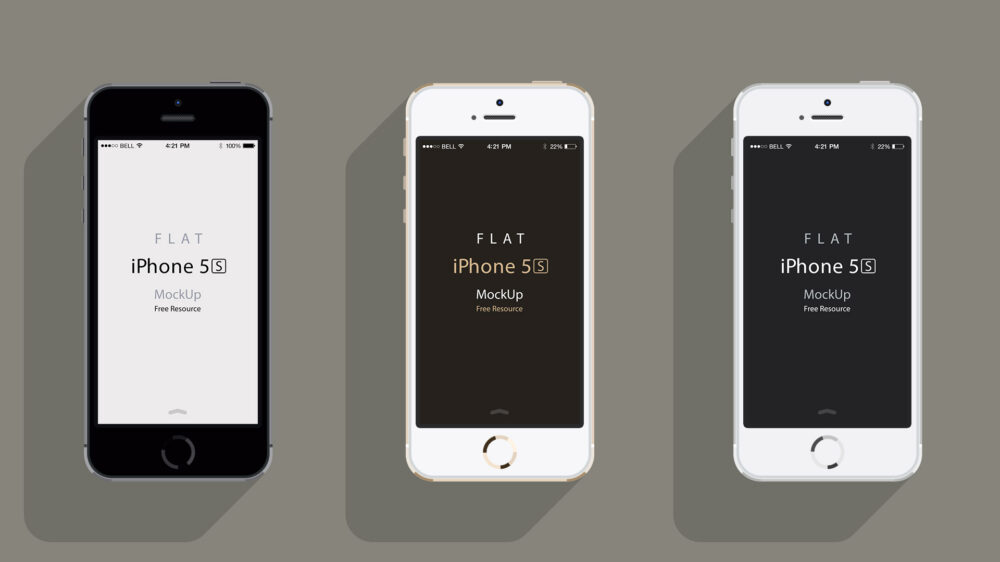 BELL 4:21 PM 100%
FLAT
iPhone 5S
MockUp
Free Resource
BELL 4:21 PM 22%
FLAT
iPhone 5S
MockUp
Free Resource
BELL 4:21 PM 22%
FLAT
iPhone 5S
MockUp
Free Resource